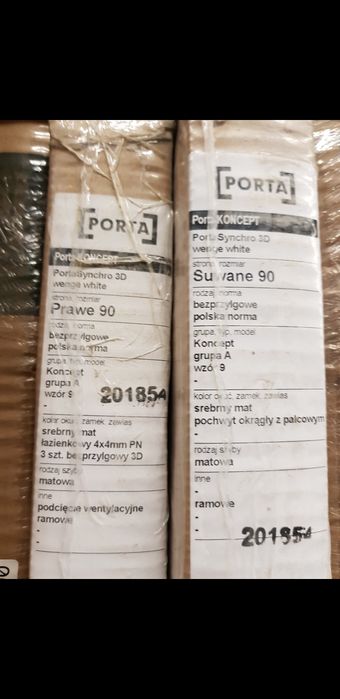 PORTA
Porta KONCEPT
PortaSynchro 3D
wenge white
strona, rozmiar
Prawe 90
rodzaj, norma
bezprzylgowe
polska norma
grupa, typ, model
Koncept
grupa A
wzór 9
201854
kolor okuć, zamek, zawias
srebrny mat
łazienkowy 4x4mm PN
3 szt. bezprzylgowy 3D
rodzaj szyby
matowa
inne
podcięcie wentylacyjne
ramowe
-
-
PORTA
Porta KONCEPT
PortaSynchro 3D
wenge white
strona, rozmiar
Suwane 90
rodzaj, norma
bezprzylgowe
polska norma
grupa, typ, model
Koncept
grupa A
wzór 9
-
kolor okuć, zamek, zawias
srebrny mat
pochwyt okrągły z palcowym
-
rodzaj szyby
matowa
inne
-
ramowe
-
-
201854